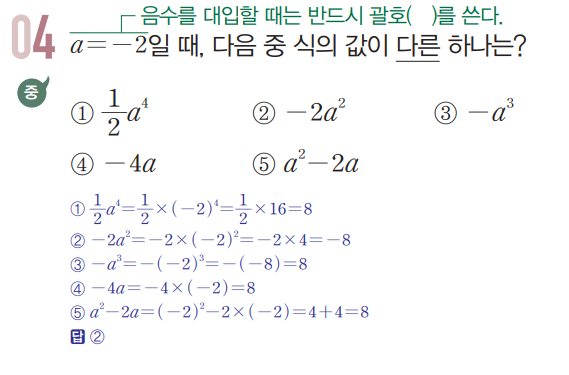 음수를 대입할 때는 반드시 괄호( )를 쓴다.
04 a=-2일 때, 다음 중 식의 값이 다른 하나는?
중
① 1/2 a⁴ ② -2a² ③ -a³
④ -4a ⑤ a²-2a
① 1/2 a⁴=1/2×(-2)⁴=1/2×16=8
② -2a²=-2×(-2)²=-2×4=-8
③ -a³=-(-2)³=-(-8)=8
④ -4a=-4×(-2)=8
⑤ a²-2a=(-2)²-2×(-2)=4+4=8
답 ②